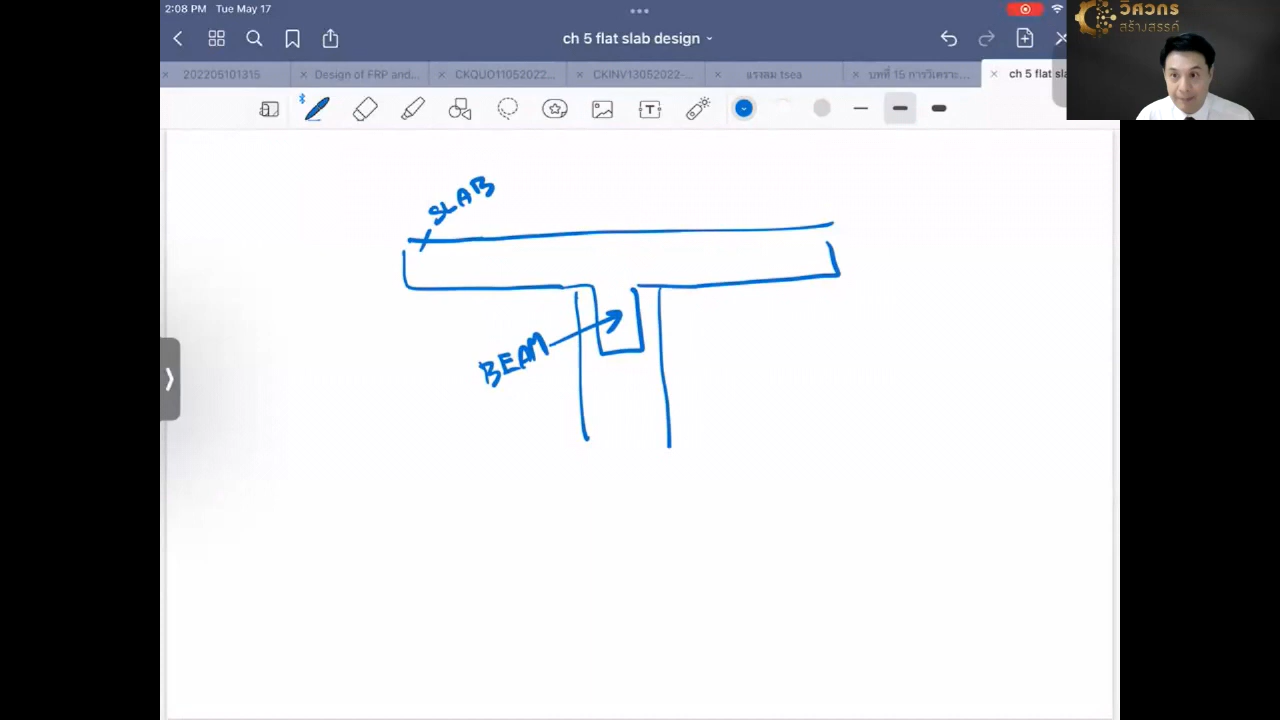 2:08 PM Tue May 17
วิศวกร
สร้างสรรค์
ch 5 flat slab design
202205101315
Design of FRP and...
CKQUO11052022...
CKINV13052022-...
แรงลม tsea
บทที่ 15 การวิเคราะ...
ch 5 flat sla
T
SLAB
BEAM